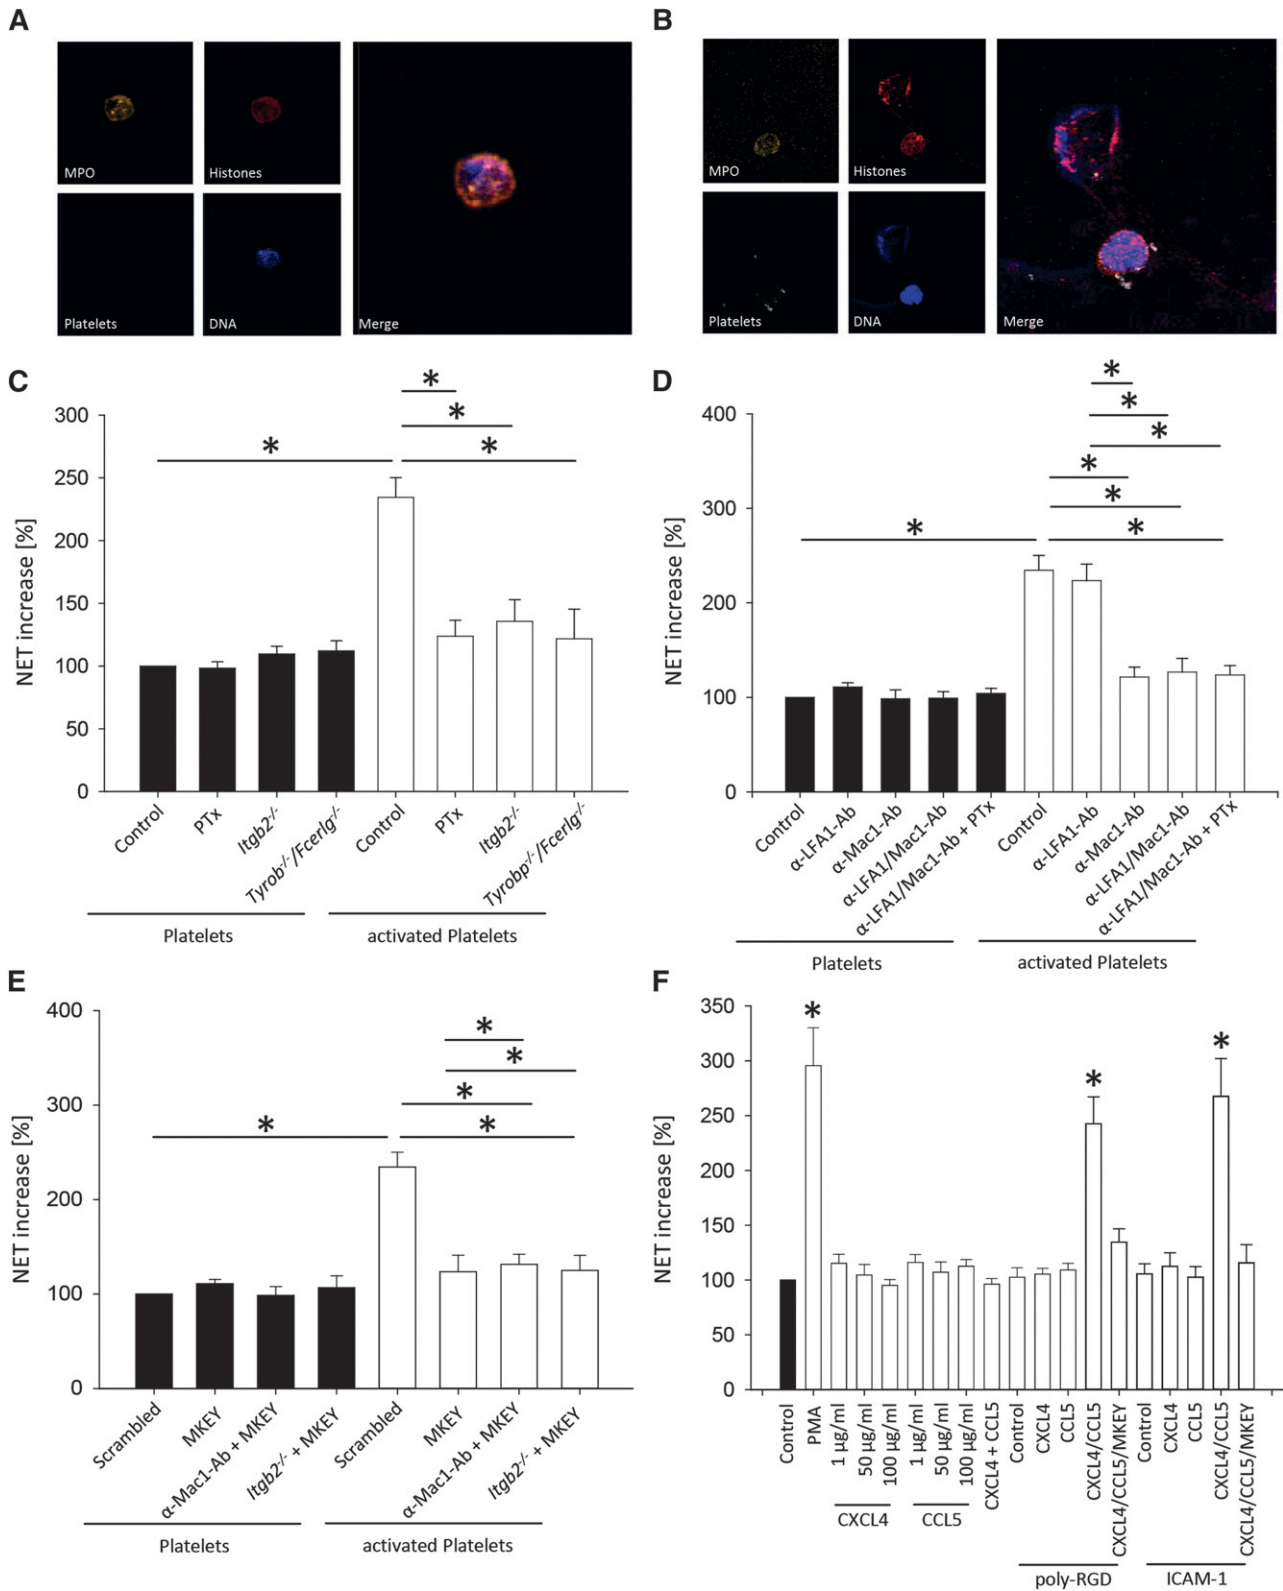 A
MPO
Histones
Platelets
DNA
Merge
B
MPO
Histones
Platelets
DNA
Merge
C
NET increase [%]
300
250
200
150
100
50
0
*
*
*
*
Control
PTx
Itgb2-/-
Tyrob-/-/Fcerlg-/-
Control
PTx
Itgb2-/-
Tyrobp-/-/Fcerlg-/-
Platelets
activated Platelets
D
NET increase [%]
400
300
200
100
0
*
*
*
*
*
*
*
Control
α-LFA1-Ab
α-Mac1-Ab
α-LFA1/Mac1-Ab
α-LFA1/Mac1-Ab + PTx
Control
α-LFA1-Ab
α-Mac1-Ab
α-LFA1/Mac1-Ab
α-LFA1/Mac1-Ab + PTx
Platelets
activated Platelets
E
NET increase [%]
400
300
200
100
0
*
*
*
*
*
Scrambled
MKEY
α-Mac1-Ab + MKEY
Itgb2-/- + MKEY
Scrambled
MKEY
α-Mac1-Ab + MKEY
Itgb2-/- + MKEY
Platelets
activated Platelets
F
NET increase [%]
350
300
250
200
150
100
50
0
*
*
*
Control
PMA
1 µg/ml
50 µg/ml
100 µg/ml
1 µg/ml
50 µg/ml
100 µg/ml
CXCL4 + CCL5
Control
CXCL4
CCL5
CXCL4/CCL5
CXCL4/CCL5/MKEY
Control
CXCL4
CCL5
CXCL4/CCL5
CXCL4/CCL5/MKEY
CXCL4
CCL5
poly-RGD
ICAM-1